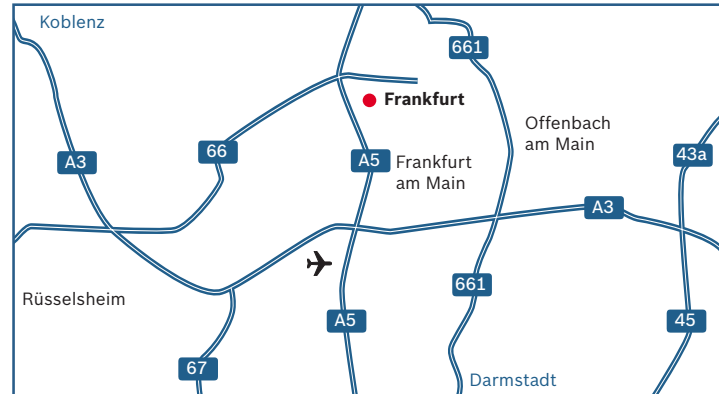 Koblenz
661
Frankfurt
Offenbach
am Main
66
A3
A5
Frankfurt
am Main
43a
A3
661
Rüsselsheim
A5
45
67
Darmstadt